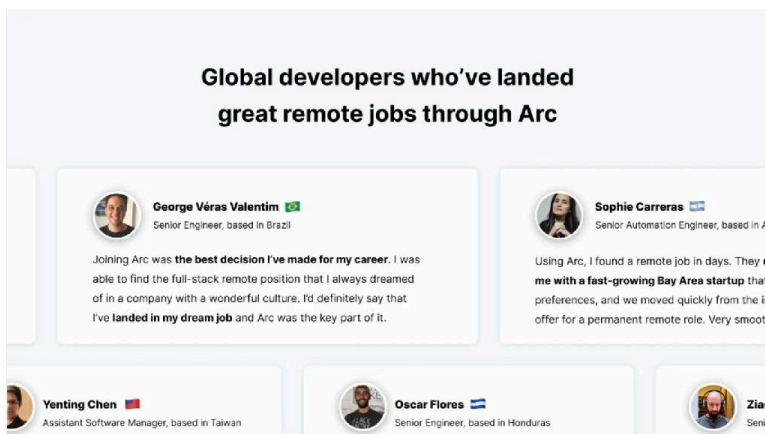 Global developers who’ve landed
great remote jobs through Arc
George Véras Valentim
Senior Engineer, based in Brazil
Joining Arc was the best decision I’ve made for my career. I was
able to find the full-stack remote position that I always dreamed
of in a company with a wonderful culture. I’d definitely say that
I’ve landed in my dream job and Arc was the key part of it.
Sophie Carreras
Senior Automation Engineer, based in
Using Arc, I found a remote job in days. They
me with a fast-growing Bay Area startup
preferences, and we moved quickly from the
offer for a permanent remote role. Very
Yenting Chen
Assistant Software Manager, based in Taiwan
Oscar Flores
Senior Engineer, based in Honduras